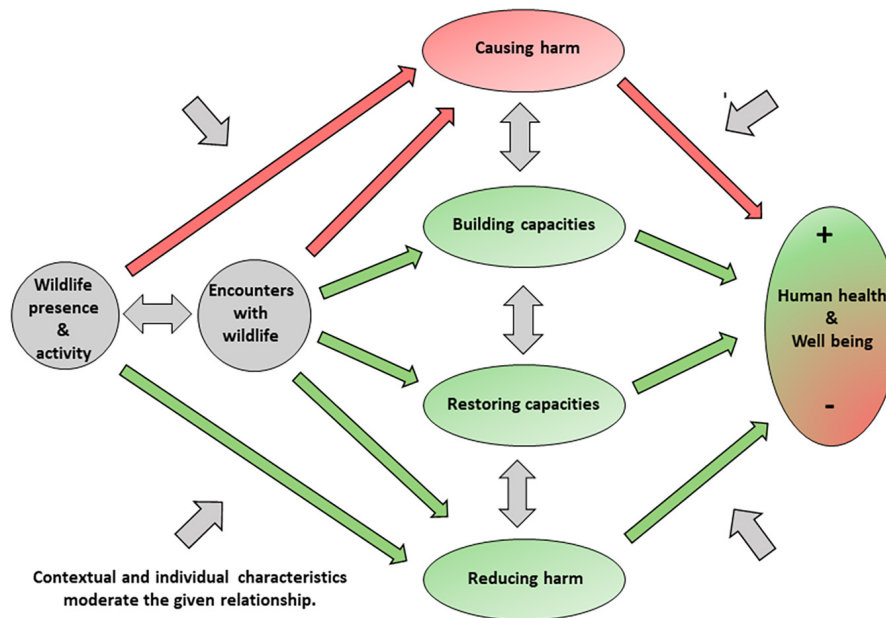 Causing harm
Building capacities
Wildlife
presence
&
activity
Encounters
with
wildlife
+
Human health
&
Well being
-
Restoring capacities
Reducing harm
Contextual and individual characteristics
moderate the given relationship.